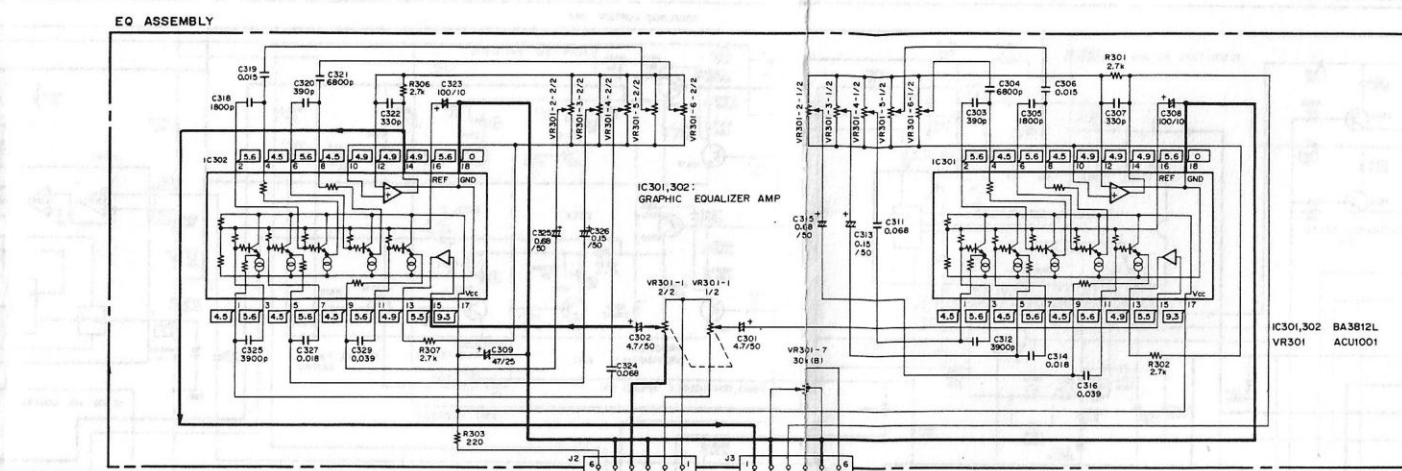 EQ ASSEMBLY
C319
0.015
C320
390p
C321
6800p
C318
1800p
R306
2.7k
C323
100/10
C322
330p
VR301-2-2/2
VR301-3-2/2
VR301-4-2/2
VR301-5-2/2
VR301-6-2/2
VR301-2-1/2
VR301-3-1/2
VR301-4-1/2
VR301-5-1/2
VR301-6-1/2
C304
6800p
C306
0.015
R301
2.7k
C303
390p
C305
1800p
C307
330p
C308
100/10
IC302
5.6 4.5 5.6 4.5 4.9 4.9 4.9 5.6 0
2 4 6 8 10 12 14 16 18
REF GND
IC301
5.6 4.5 5.6 4.5 4.9 4.9 4.9 5.6 0
2 4 6 8 10 12 14 16 18
REF GND
IC301,302:
GRAPHIC EQUALIZER AMP
C325
0.68
/50
C326
0.15
/50
C315
0.68
/50
C313
0.15
/50
C311
0.068
Vcc
1 3 5 7 9 11 13 15 17
4.5 5.6 4.5 5.6 4.5 5.6 4.9 5.5 9.3
VR301-1
2/2
VR301-1
1/2
Vcc
1 3 5 7 9 11 13 15 17
4.5 5.6 4.5 5.6 4.5 5.6 4.9 5.5 9.3
C325
3900p
C327
0.018
C329
0.039
R307
2.7k
C309
47/25
C302
4.7/50
C301
4.7/50
C324
0.068
VR301-7
30k(B)
C312
3900p
C314
0.018
C316
0.039
R302
2.7k
IC301,302 BA3812L
VR301 ACU1001
R303
220
J2
6 1
J3
1 6